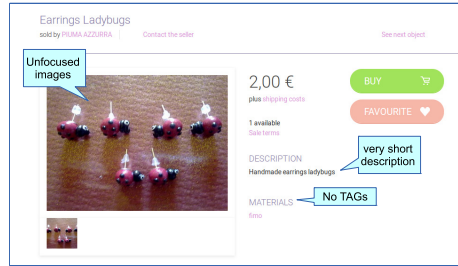 Earrings Ladybugs
sold by PIUMA AZZURRA
Contact the seller
See next object
Unfocused
images
2,00 €
plus shipping costs
BUY
FAVOURITE
1 available
Sale terms
very short
description
DESCRIPTION
Handmade earrings ladybugs
MATERIALS
No TAGs
fimo